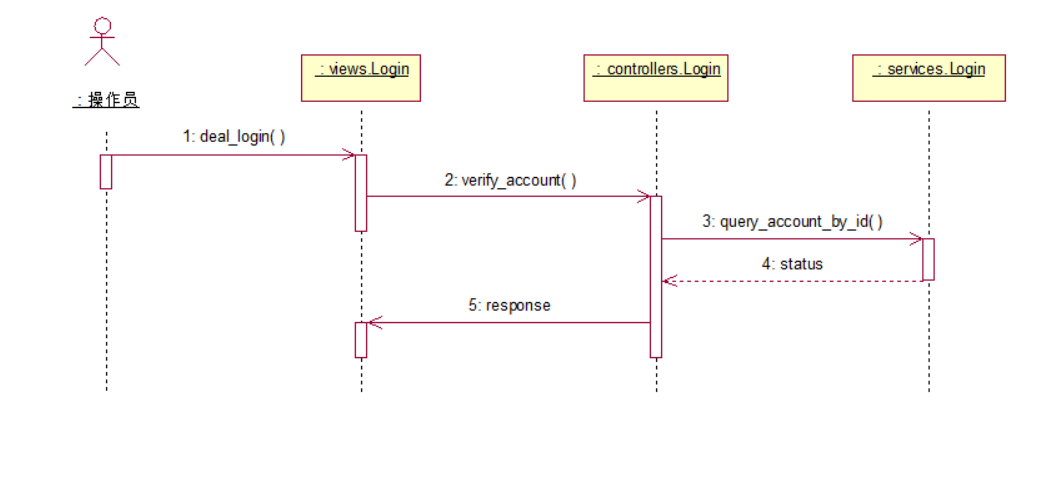 : views.Login
: controllers.Login
: services.Login
: 操作员
1: deal_login( )
2: verify_account( )
3: query_account_by_id( )
4: status
5: response